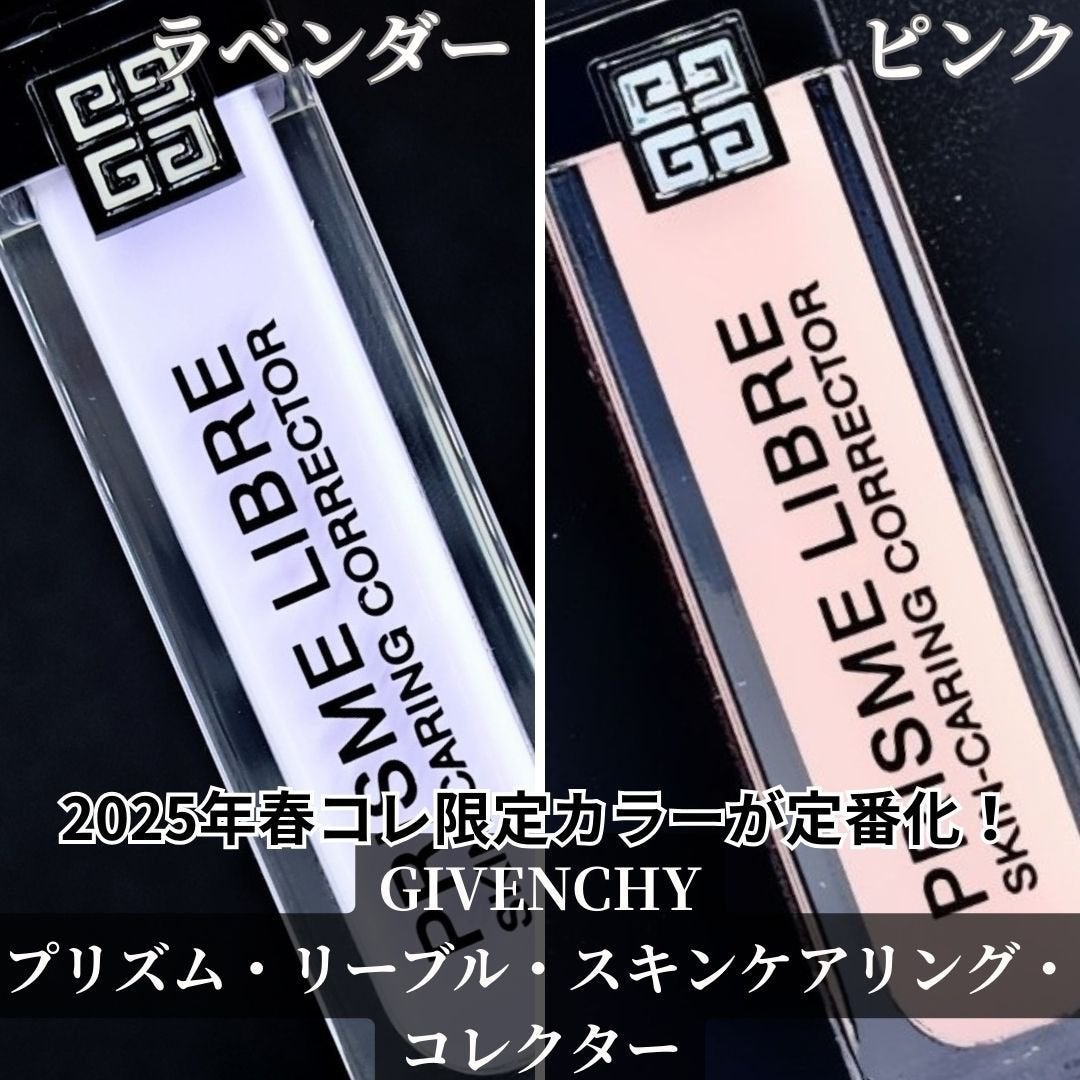 ラベンダー
ピンク
PRISME LIBRE
SKIN-CARING CORRECTOR
PRISME LIBRE
SKIN-CARING CORRECTOR
2025年春コレ限定カラーが定番化！
GIVENCHY
プリズム・リーブル・スキンケアリング・
コレクター